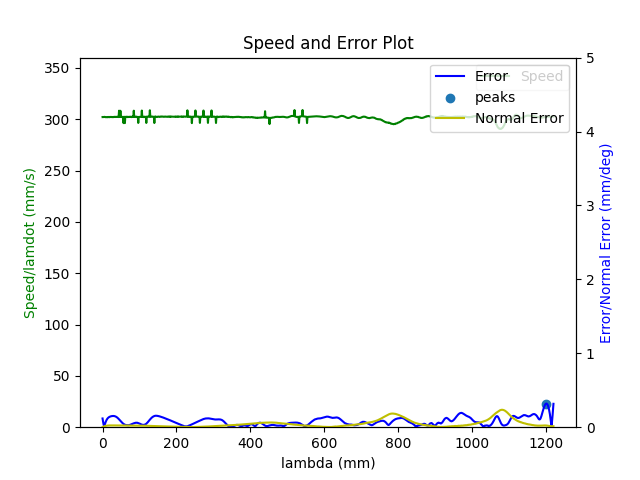 Speed and Error Plot
Speed/lamdot (mm/s)
350
300
250
200
150
100
50
0
0
200
400
600
800
1000
1200
lambda (mm)
5
4
3
2
1
0
Error/Normal Error (mm/deg)
Speed
Error
peaks
Normal Error